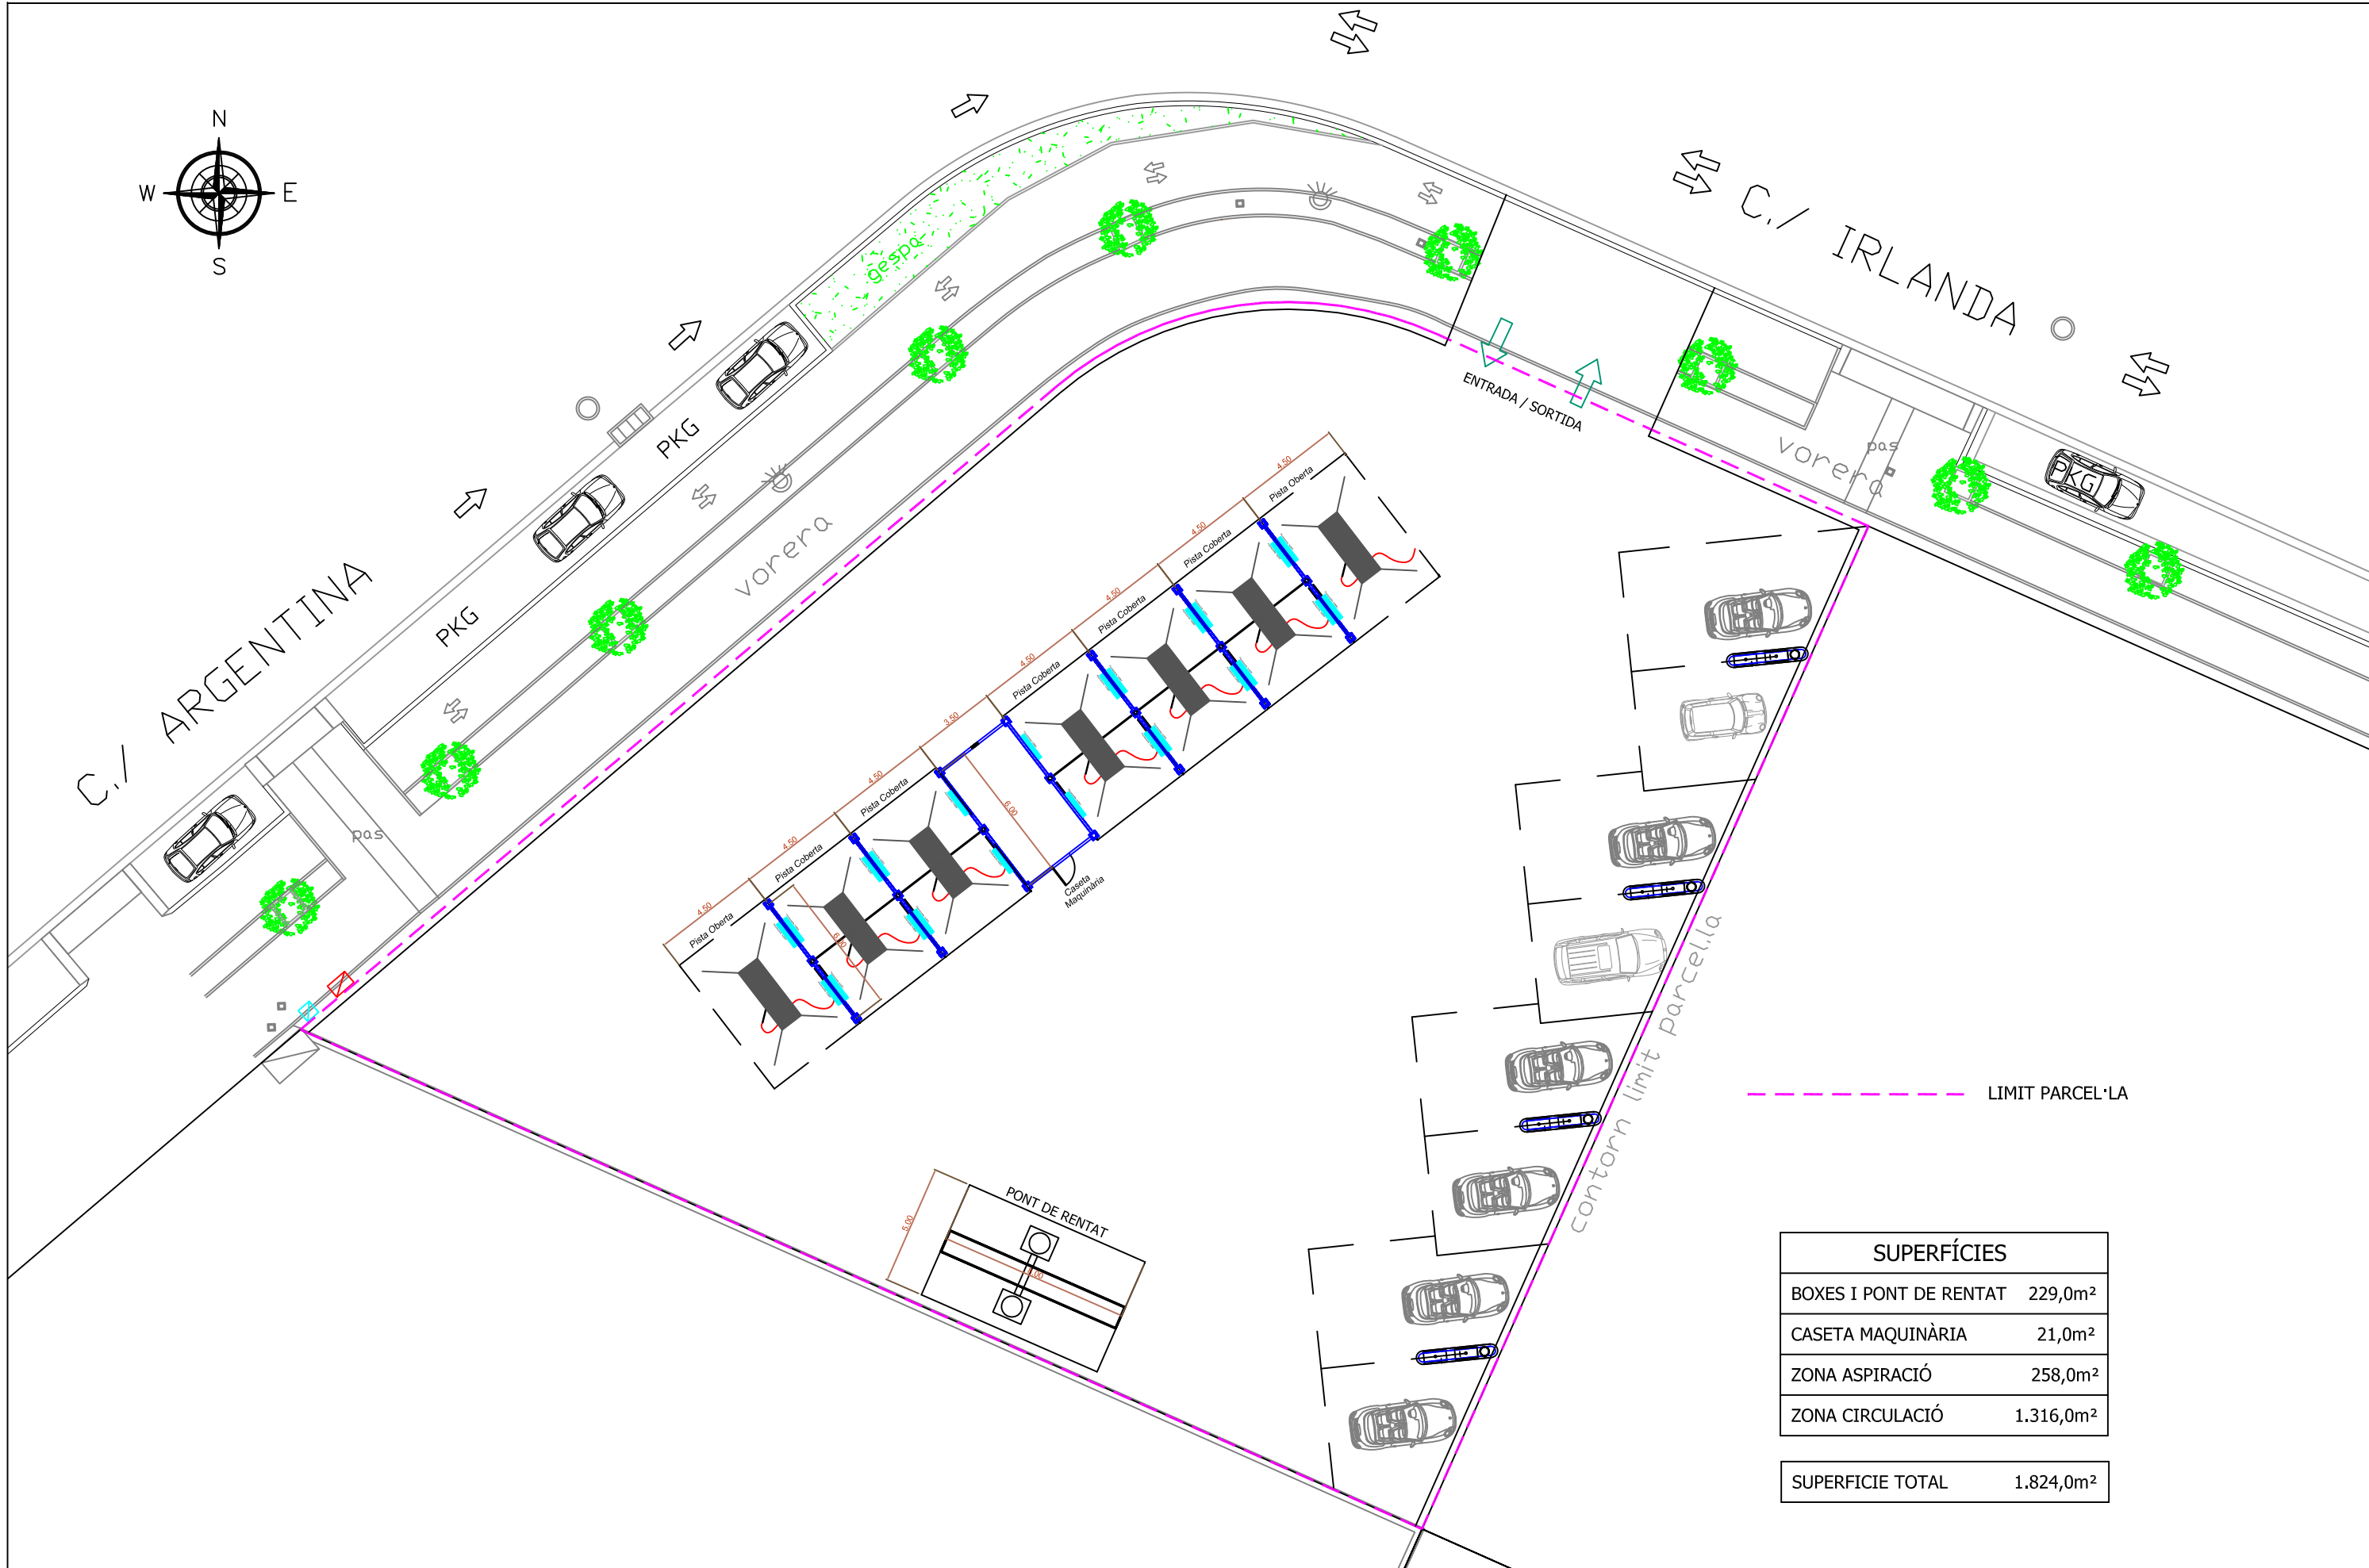 N
W
E
S
C./ ARGENTINA
C./ IRLANDA
gespa
PKG
PKG
PKG
vorera
vorera
pas
pas
ENTRADA / SORTIDA
4.50
4.50
4.50
3.50
4.50
4.50
4.50
4.50
Pista Oberta
Pista Coberta
Pista Coberta
Pista Coberta
Pista Coberta
Pista Coberta
Pista Oberta
6.00
6.00
Caseta
Maquinària
PONT DE RENTAT
5.00
contorn limit parcel.la
LIMIT PARCEL·LA
SUPERFÍCIES
BOXES I PONT DE RENTAT 229,0m²
CASETA MAQUINÀRIA 21,0m²
ZONA ASPIRACIÓ 258,0m²
ZONA CIRCULACIÓ 1.316,0m²
SUPERFICIE TOTAL 1.824,0m²